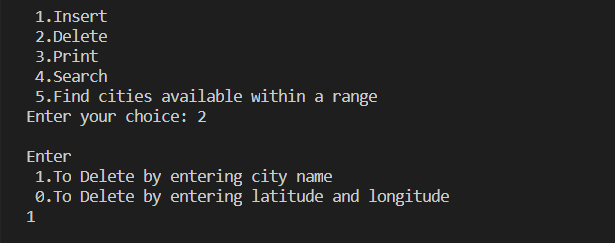 1.Insert
2.Delete
3.Print
4.Search
5.Find cities available within a range
Enter your choice: 2
Enter
1.To Delete by entering city name
0.To Delete by entering latitude and longitude
1